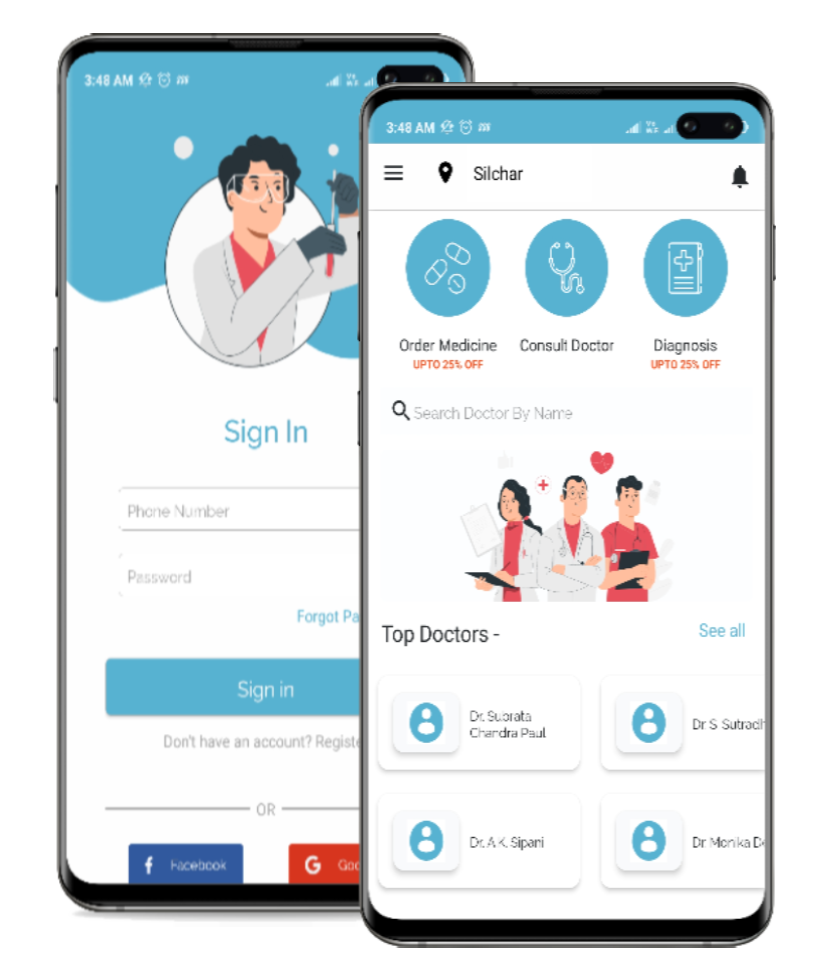 3:48 AM
Sign In
Phone Number
Password
Forgot Pa
Sign in
Don't have an account? Registe
OR
f Facebook
G Goo
3:48 AM
Silchar
Order Medicine
UPTO 25% OFF
Consult Doctor
Diagnosis
UPTO 25% OFF
Search Doctor By Name
Top Doctors -
See all
Dr. Subrata
Chandra Paul
Dr S Sutradh
Dr. A K. Sipani
Dr Monika De